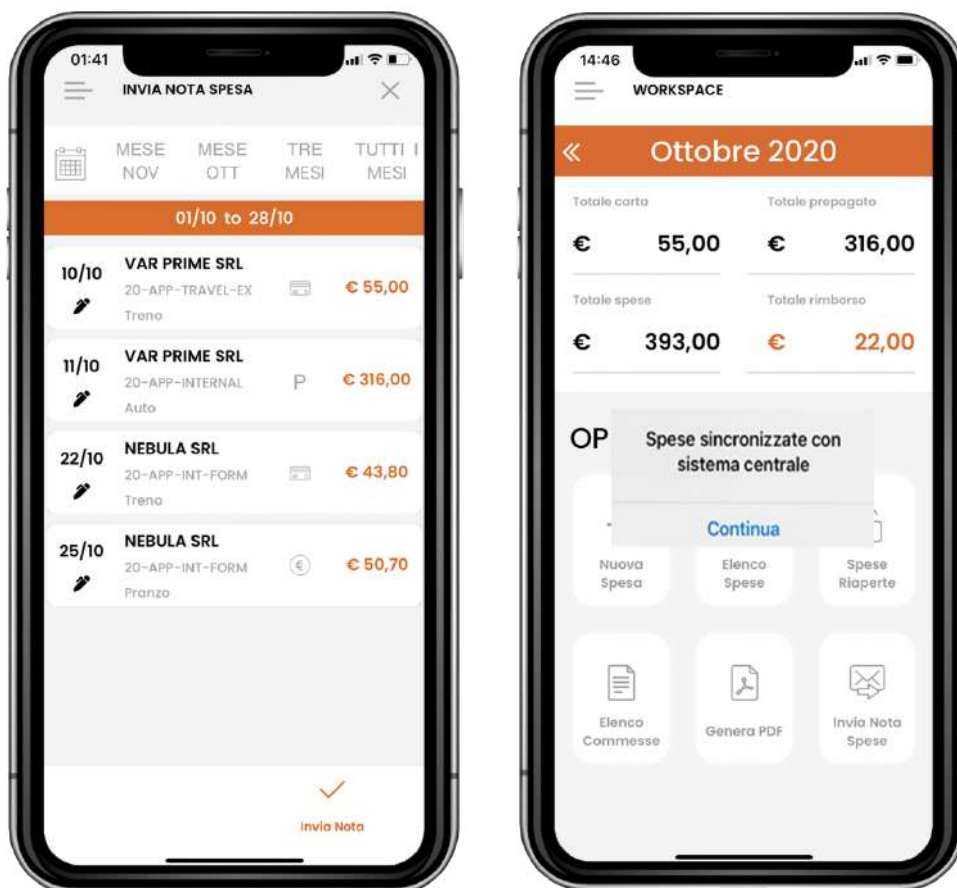 01:41
INVIA NOTA SPESA
MESE NOV
MESE OTT
TRE MESI
TUTTI I MESI
01/10 to 28/10
10/10
VAR PRIME SRL
20-APP-TRAVEL-EX
Treno
€ 55,00
11/10
VAR PRIME SRL
20-APP-INTERNAL
Auto
P
€ 316,00
22/10
NEBULA SRL
20-APP-INT-FORM
Treno
€ 43,80
25/10
NEBULA SRL
20-APP-INT-FORM
Pranzo
€
€ 50,70
Invia Nota
14:46
WORKSPACE
Ottobre 2020
Totale carta
Totale prepagato
€ 55,00
€ 316,00
Totale spese
Totale rimborso
€ 393,00
€ 22,00
OP
Spese sincronizzate con
sistema centrale
Continua
Nuova
Spesa
Elenco
Spese
Spese
Riaperte
Elenco
Commesse
Genera PDF
Invia Nota
Spese